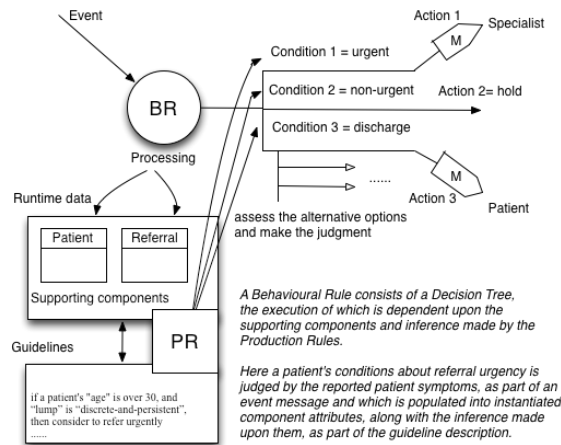 Event
Action 1
Specialist
M
Condition 1 = urgent
BR
Condition 2 = non-urgent
Action 2= hold
Condition 3 = discharge
Processing
......
M
Action 3
Patient
Runtime data
assess the alternative options
and make the judgment
Patient
Referral
Supporting components
PR
Guidelines
if a patient's "age" is over 30, and
“lump” is “discrete-and-persistent”,
then consider to refer urgently
......
A Behavioural Rule consists of a Decision Tree,
the execution of which is dependent upon the
supporting components and inference made by the
Production Rules.
Here a patient's conditions about referral urgency is
judged by the reported patient symptoms, as part of an
event message and which is populated into instantiated
component attributes, along with the inference made
upon them, as part of the guideline description.